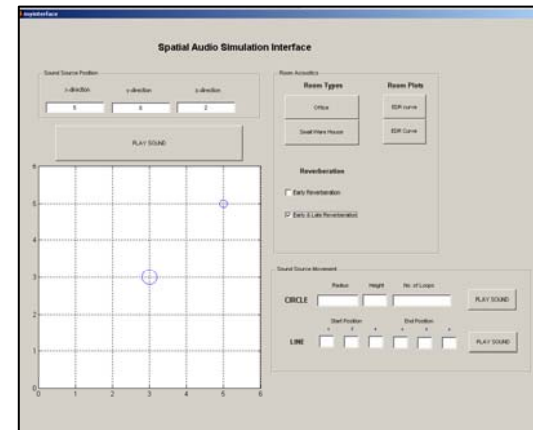 myinterface
Spatial Audio Simulation Interface
Sound Source Position
x-direction y-direction z-direction
5 5 2
PLAY SOUND
Room Acoustics
Room Types Room Plots
Office EDR curve
Small Ware House EDR Curve
Reverberation
Early Reverberation
Early & Late Reverberation
6
5
4
3
2
1
0
0 1 2 3 4 5 6
Sound Source Movement
Radius Height No. of Loops
CIRCLE PLAY SOUND
Start Position End Position
LINE PLAY SOUND